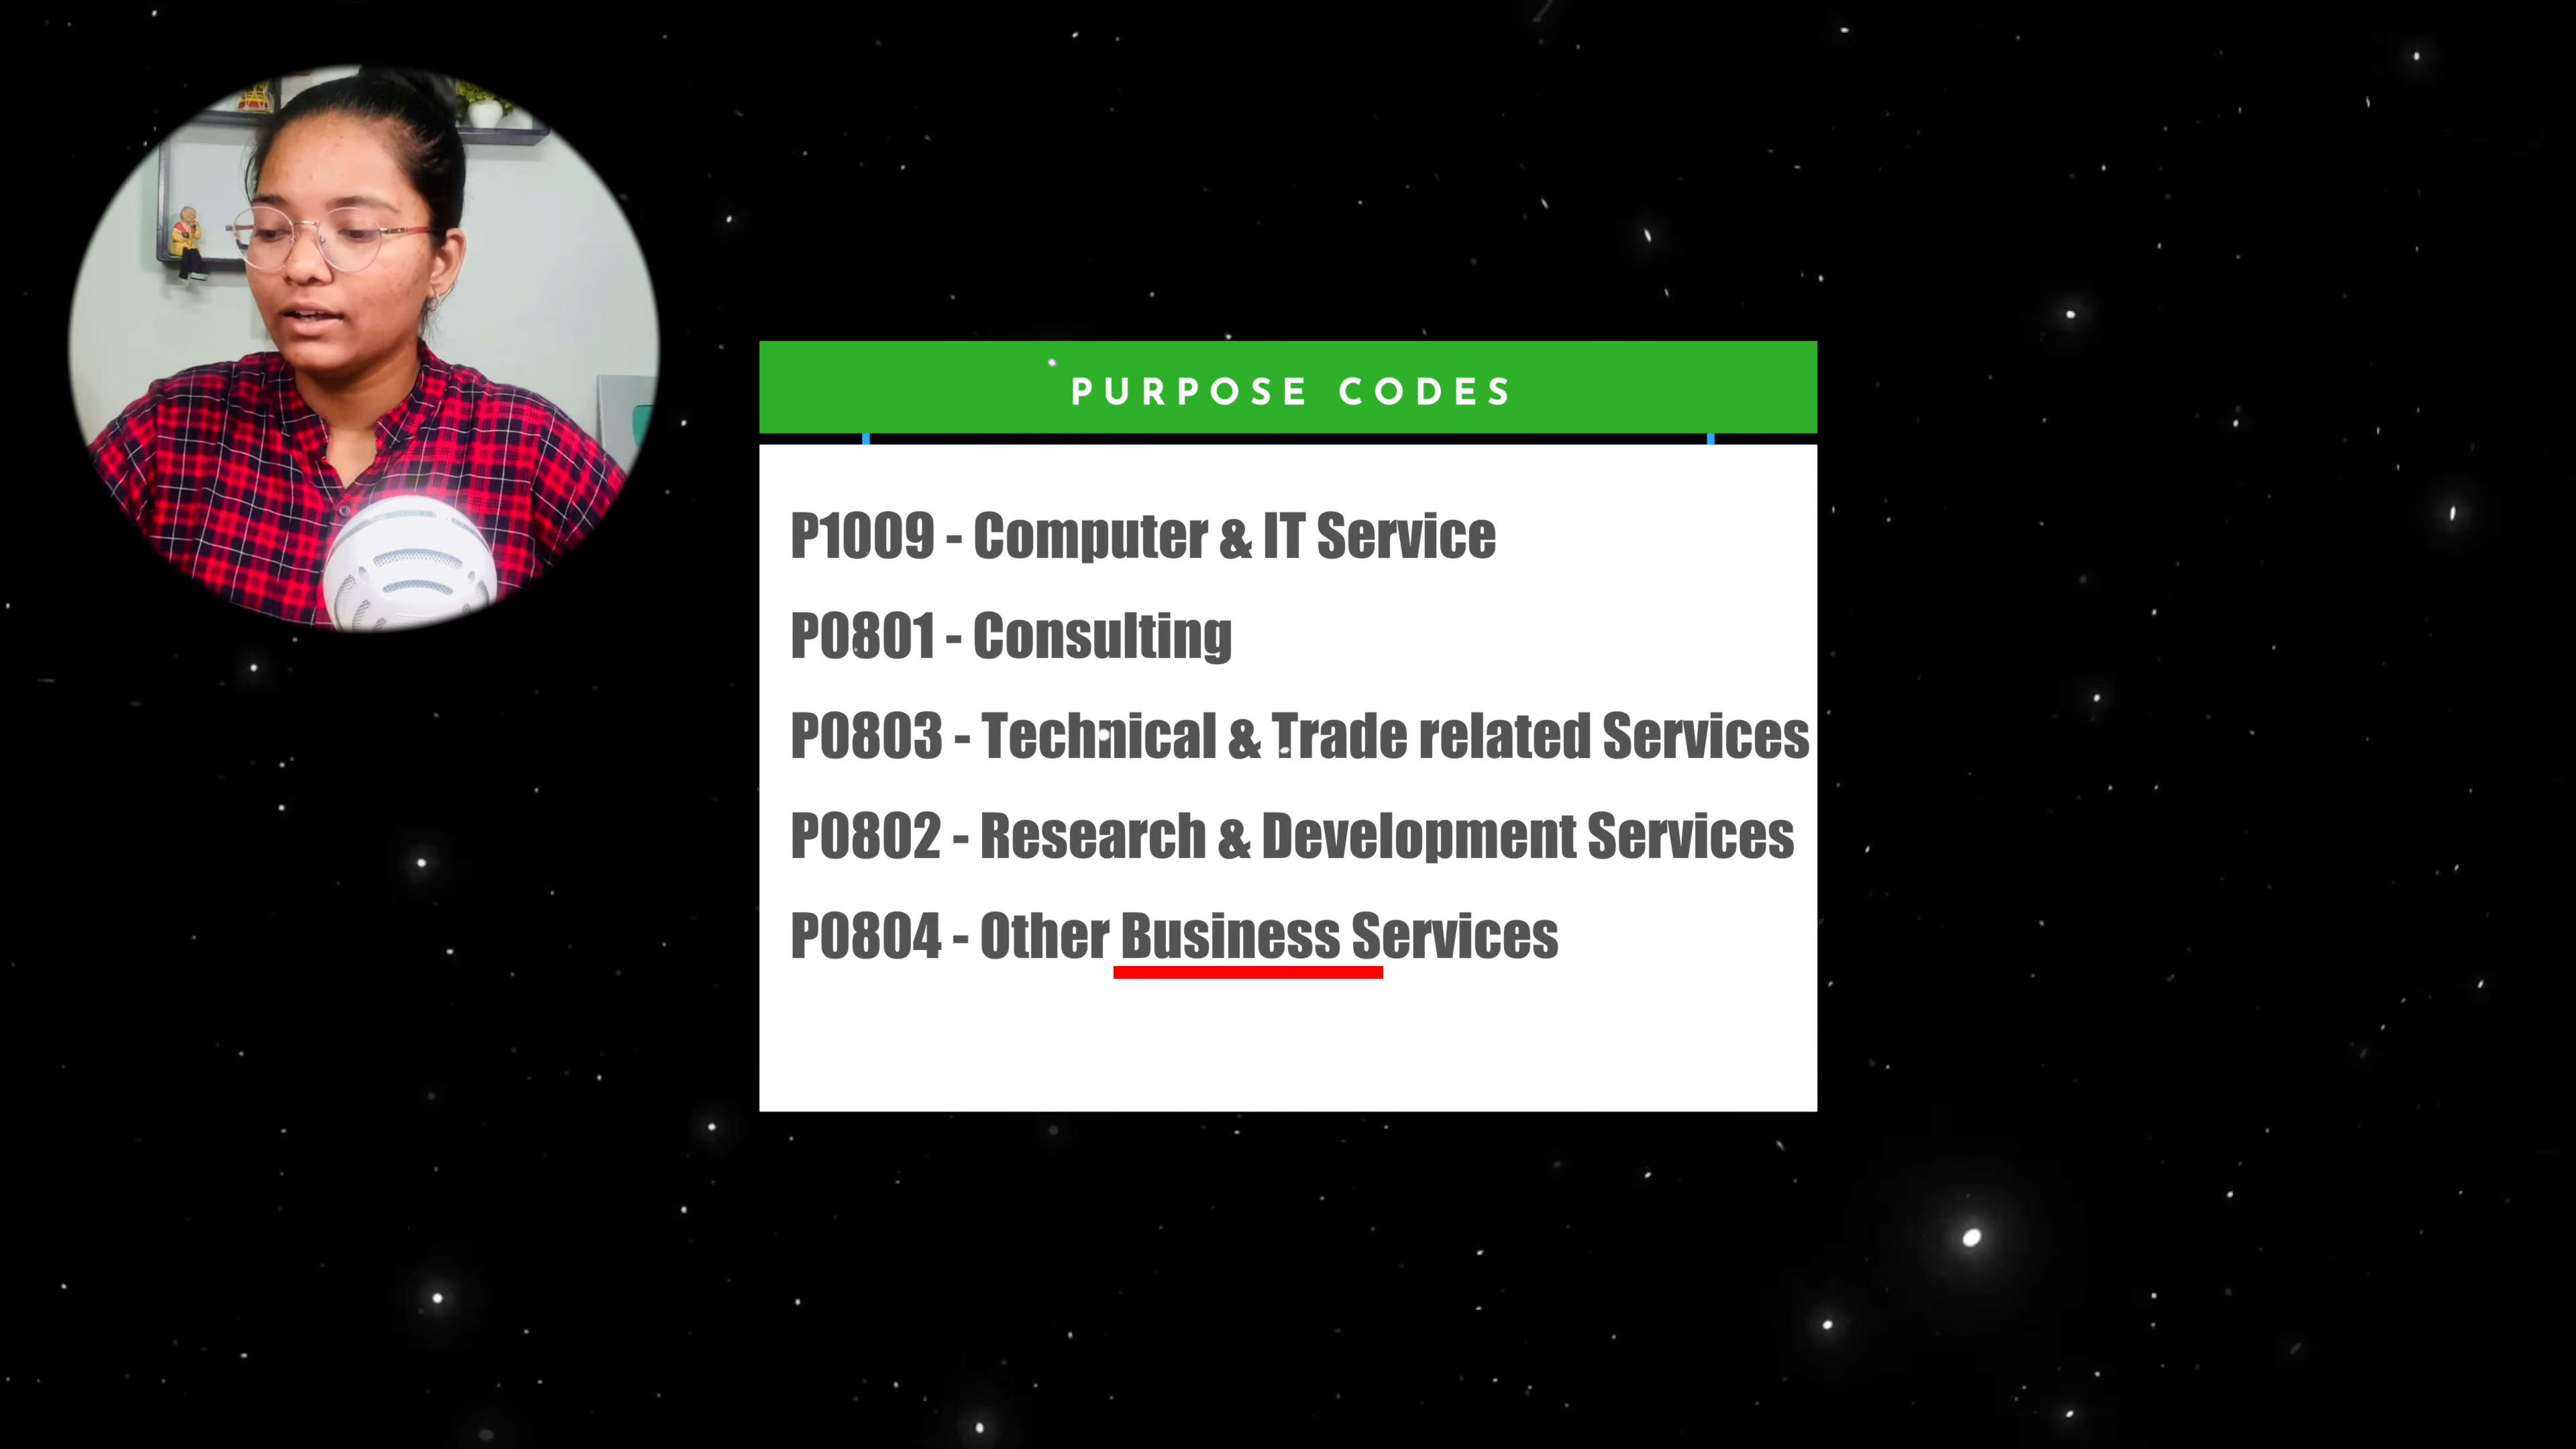 PURPOSE CODES
P1009 - Computer & IT Service
P0801 - Consulting
P0803 - Technical & Trade related Services
P0802 - Research & Development Services
P0804 - Other Business Services